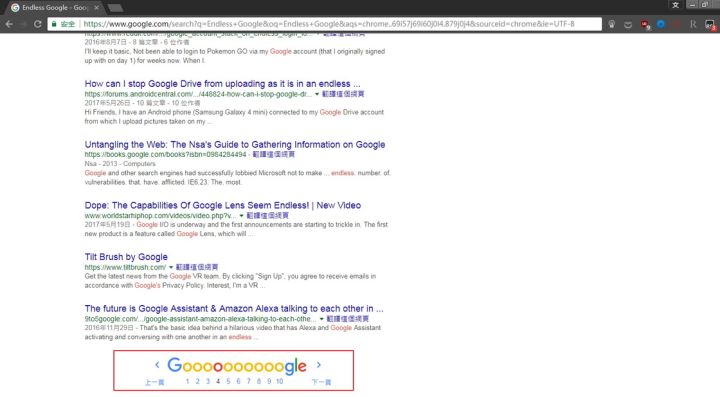 Endless Google - Goo
安全 https://www.google.com/search?q=Endless+Google&oq=Endless+Google&aqs=chrome..69i57j69i60j0l4.879j0j4&sourceid=chrome&ie=UTF-8
2016年8月7日 - 8 篇文章 - 6 位作者
I'll keep it basic. Not been able to login to Pokemon GO via my Google account (that I originally signed
up with on day 1) for weeks now. When I.
How can I stop Google Drive from uploading as it is in an endless ...
https://forums.androidcentral.com/.../448824-how-can-i-stop-google-dr... ▼ 翻譯這個網頁
2017年5月26日 - 10 篇文章 - 10 位作者
Hi Friends, I have an Android phone (Samsung Galaxy 4 mini) connected to my Google Drive account
from which I upload pictures taken on my ...
Untangling the Web: The Nsa's Guide to Gathering Information on Google
https://books.google.com/books?isbn=0984284494 - 翻譯這個網頁
Nsa - 2013 - Computers
Google and other search engines had successfully lobbied Microsoft not to make ... endless. number. of.
vulnerabilities. that. have. afflicted. IE6.23. The. most.
Dope: The Capabilities Of Google Lens Seem Endless! | New Video
www.worldstarhiphop.com/videos/video.php?v... ▼ 翻譯這個網頁
2017年5月19日 - Google I/O is underway and the first announcements are starting to trickle in. The first
new product is a feature called Google Lens, which will ...
Tilt Brush by Google
https://www.tiltbrush.com/ ▼ 翻譯這個網頁
Get the latest news from the Google VR team. By clicking "Sign Up", you agree to receive emails in
accordance with Google's Privacy Policy. Interest, I'm a VR ...
The future is Google Assistant & Amazon Alexa talking to each other in ...
9to5google.com/.../google-assistant-amazon-alexa-talking-to-each-othe... ▼ 翻譯這個網頁
2016年11月29日 - That's the basic idea behind a hilarious video that has Alexa and Google Assistant
activating and conversing with one another in an endless ...
< Goooooooooogle >
上一頁 1 2 3 4 5 6 7 8 9 10 下一頁